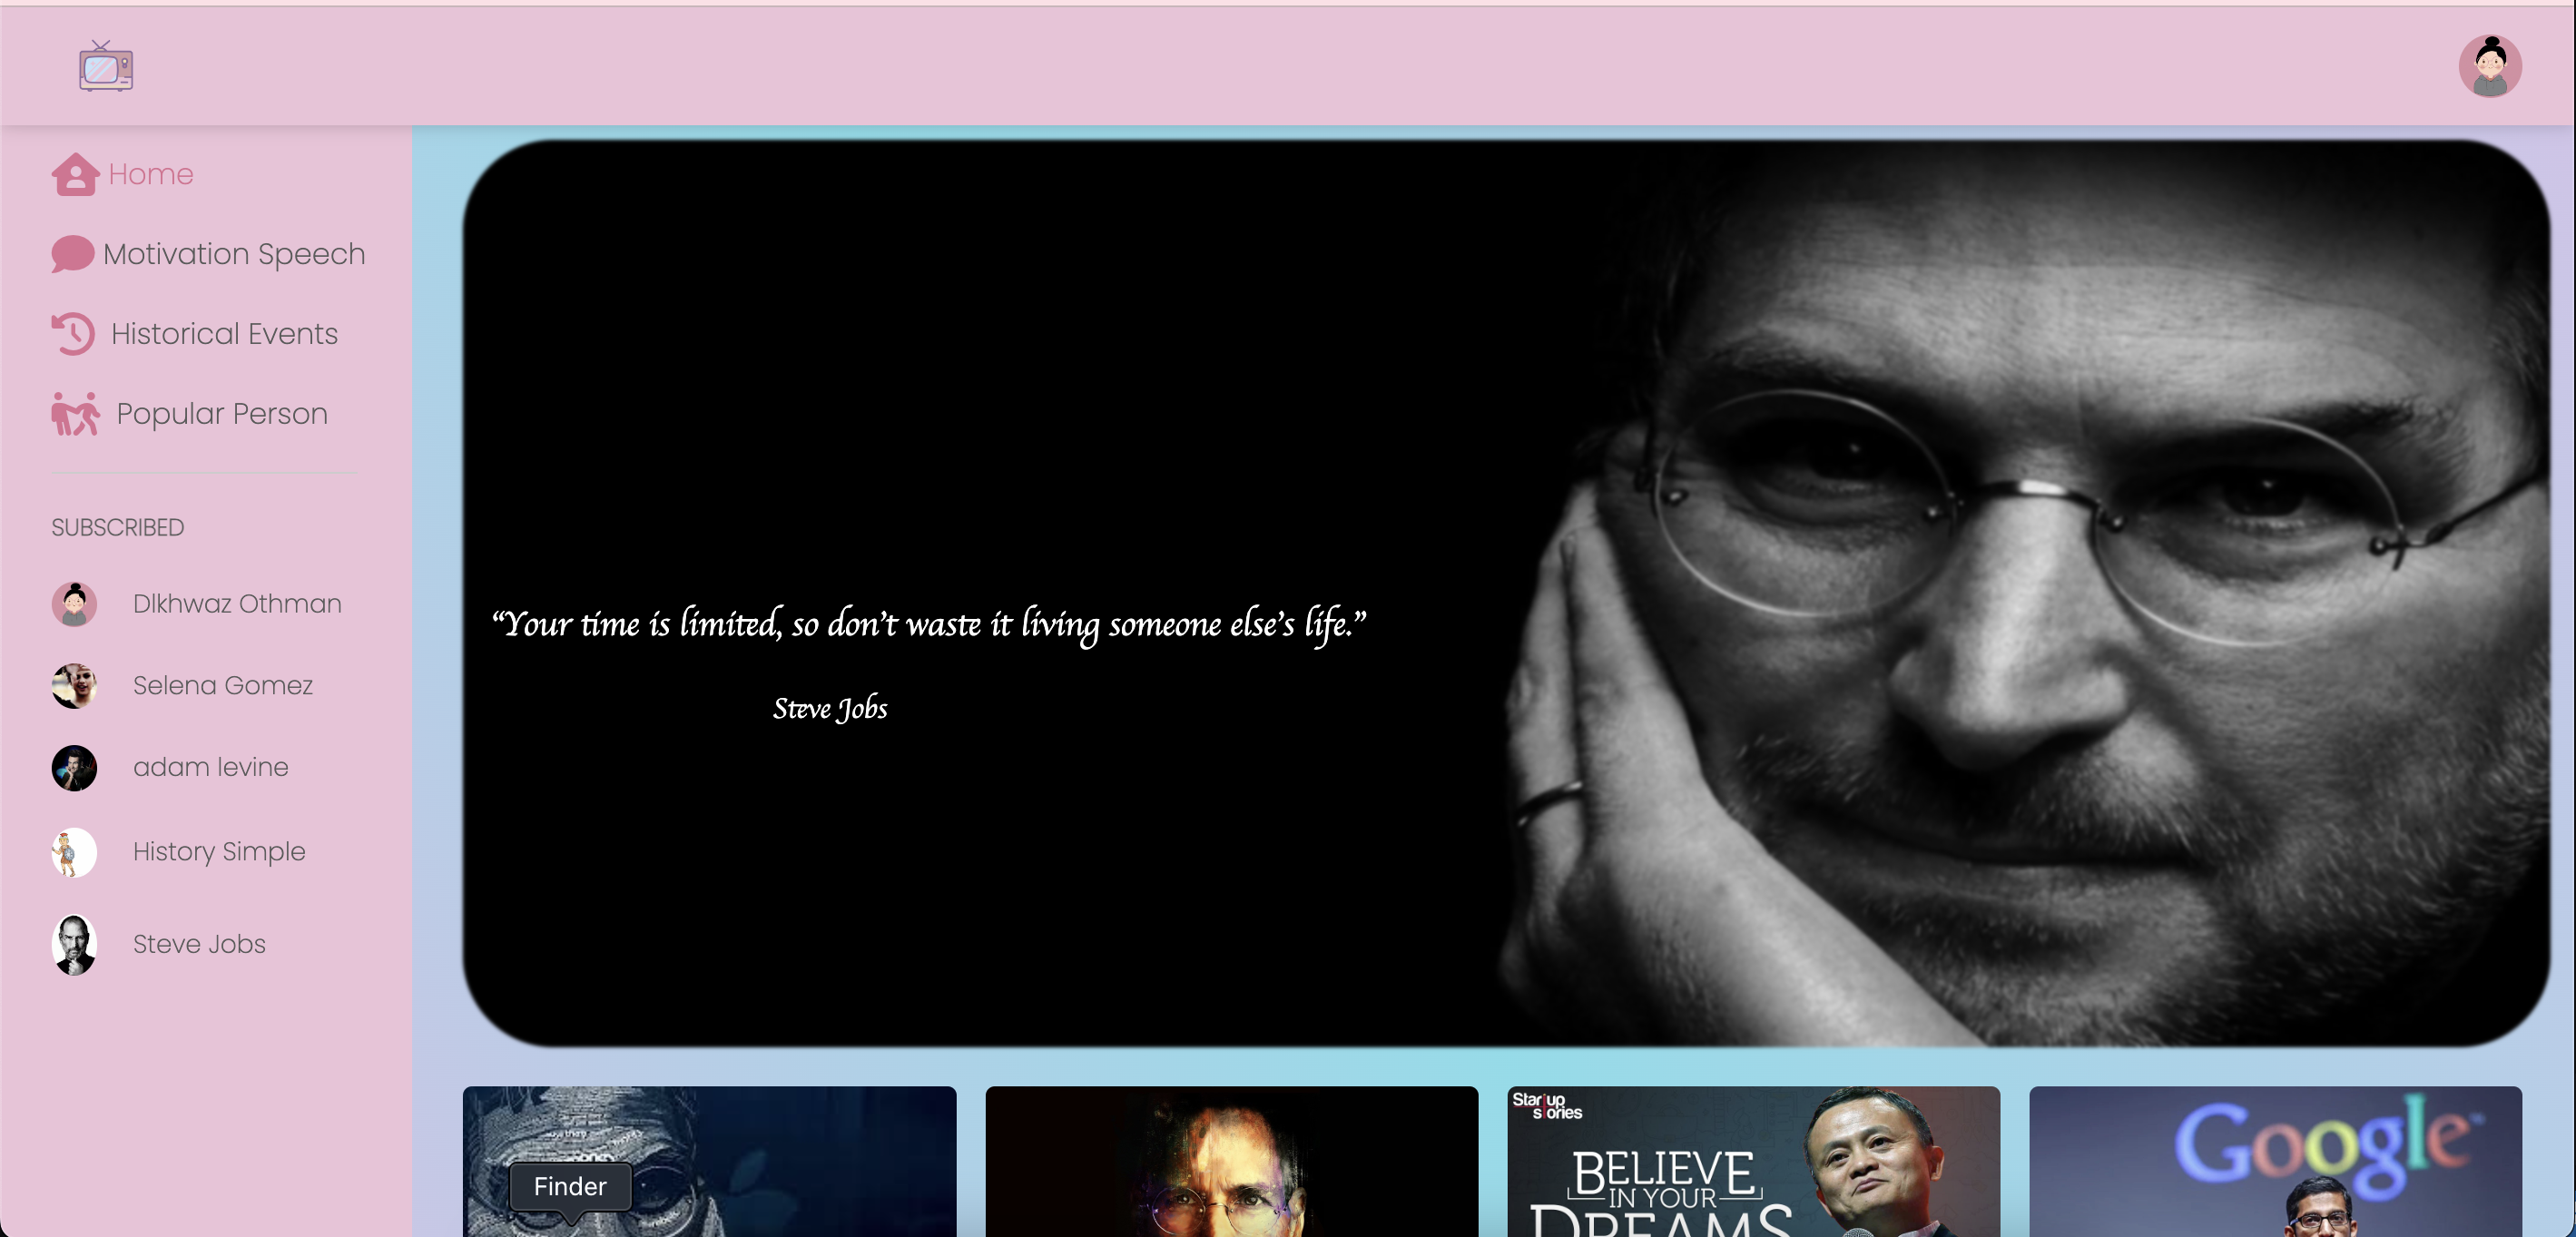 Home
Motivation Speech
Historical Events
Popular Person
SUBSCRIBED
Dlkhwaz Othman
Selena Gomez
adam levine
History Simple
Steve Jobs
“Your time is limited, so don’t waste it living someone else’s life.”
Steve Jobs
Finder
Startup
stories
BELIEVE
IN YOUR
DREAMS
Google™